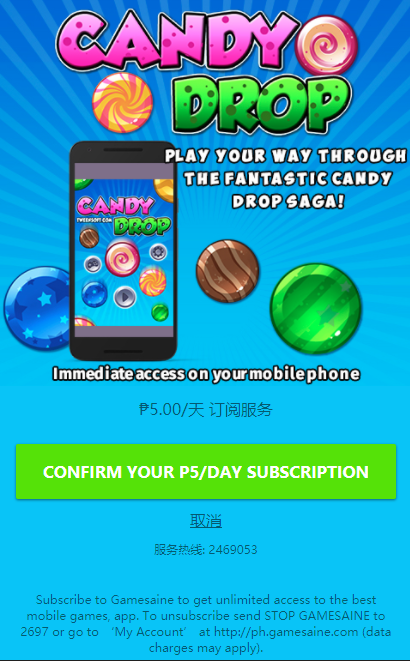 CANDY
DROP
PLAY YOUR WAY THROUGH
THE FANTASTIC CANDY
DROP SAGA!
CANDY
TWEENSOFT.COM
DROP
Immediate access on your mobile phone
₱5.00/天 订阅服务
CONFIRM YOUR P5/DAY SUBSCRIPTION
取消
服务热线: 2469053
Subscribe to Gamesaine to get unlimited access to the best
mobile games, app. To unsubscribe send STOP GAMESAINE to
2697 or go to ‘My Account’ at http://ph.gamesaine.com (data
charges may apply).